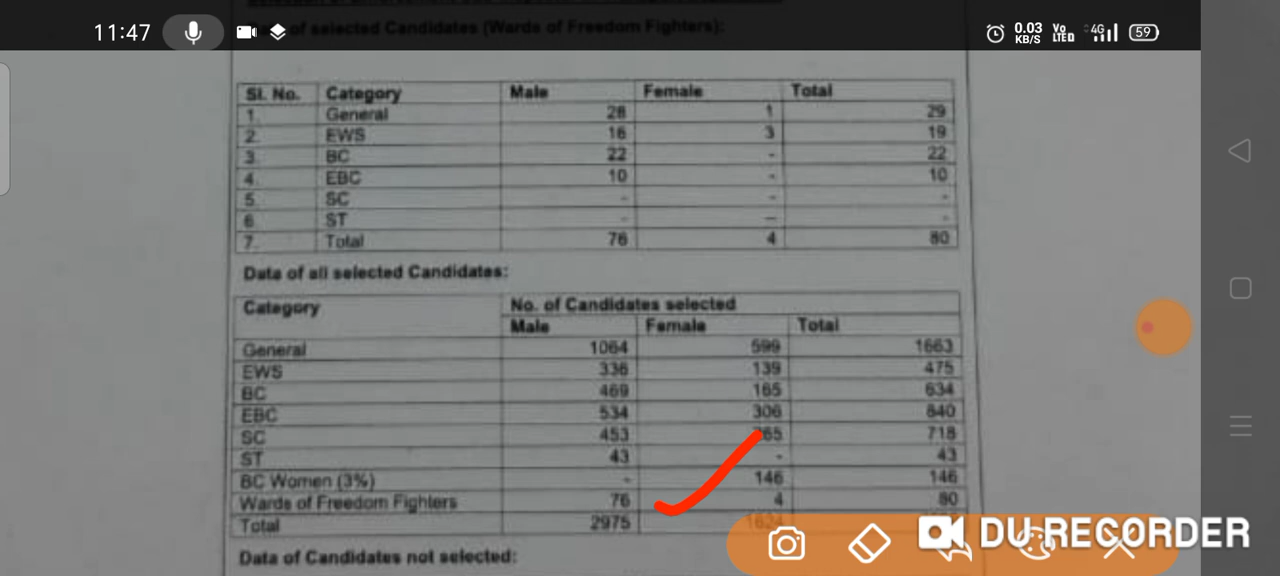 11:47
0.03 KB/S Vo LTE 4G 59
of selected Candidates (Wards of Freedom Fighters):
Sl. No. Category Male Female Total
1. General 28 1 29
2. EWS 16 3 19
3. BC 22 - 22
4. EBC 10 - 10
5. SC - - -
6. ST - - -
7. Total 76 4 80
Data of all selected Candidates:
Category No. of Candidates selected
Male Female Total
General 1064 599 1663
EWS 336 139 475
BC 469 165 634
EBC 534 306 840
SC 453 718
ST 43 - 43
BC Women (3%) - 146 146
Wards of Freedom Fighters 76 4 80
Total 2975
DU RECORDER
Data of Candidates not selected: